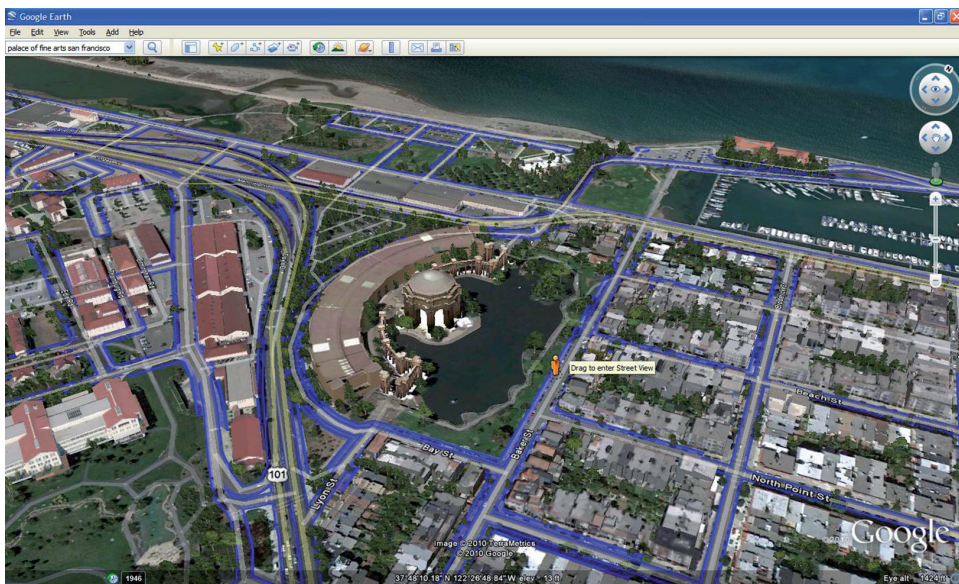 Google Earth
File Edit View Tools Add Help
palace of fine arts san francisco
N
Drag to enter Street View
Beach St
Bay St
Baker St
101
Lyon St
North Point St
Image © 2010 TerraMetrics
© 2010 Google
Google
1946
37°48'10.18" N 122°26'48.84" W elev 13 ft
Eye alt 1424 ft